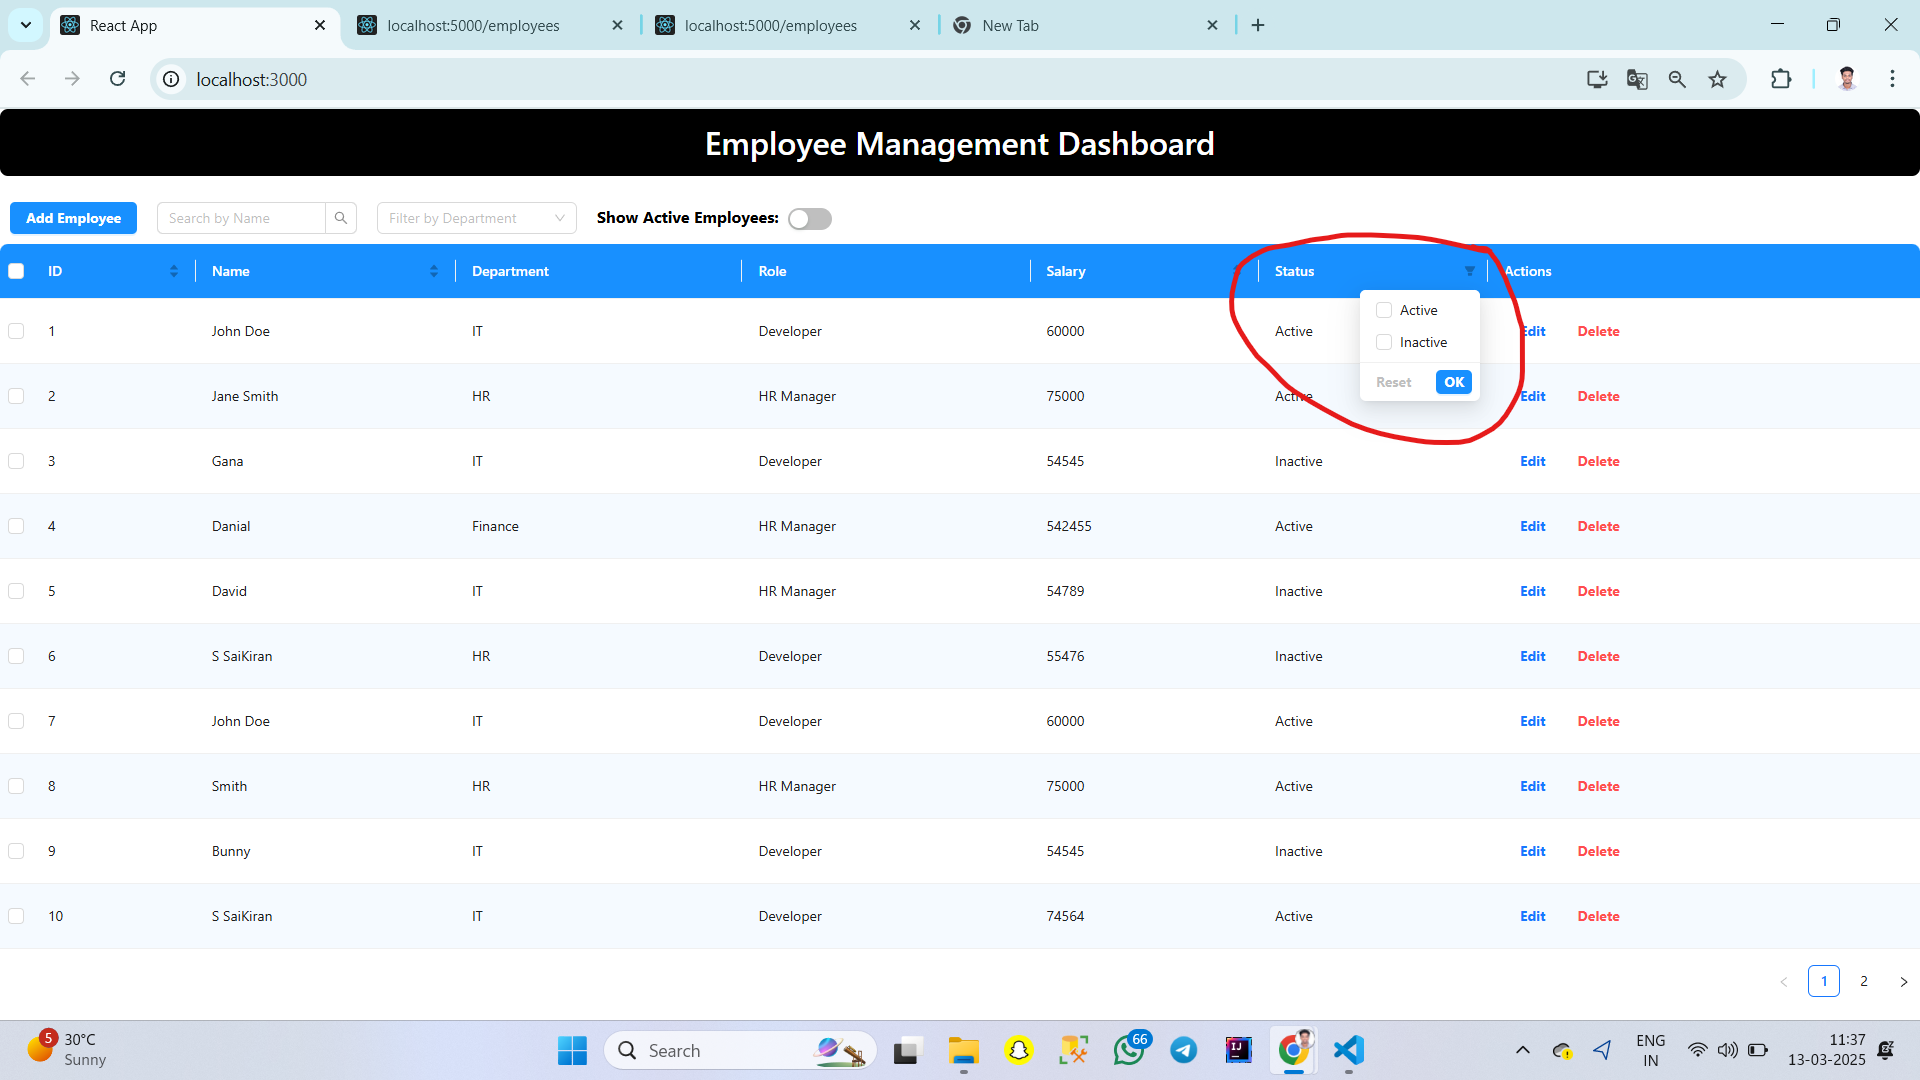 React App
localhost:5000/employees
localhost:5000/employees
New Tab
localhost:3000
Employee Management Dashboard
Add Employee Search by Name Filter by Department Show Active Employees:
ID Name Department Role Salary Status Actions
1 John Doe IT Developer 60000 Active Edit Delete
2 Jane Smith HR HR Manager 75000 Active Edit Delete
3 Gana IT Developer 54545 Inactive Edit Delete
4 Danial Finance HR Manager 542455 Active Edit Delete
5 David IT HR Manager 54789 Inactive Edit Delete
6 S SaiKiran HR Developer 55476 Inactive Edit Delete
7 John Doe IT Developer 60000 Active Edit Delete
8 Smith HR HR Manager 75000 Active Edit Delete
9 Bunny IT Developer 54545 Inactive Edit Delete
10 S SaiKiran IT Developer 74564 Active Edit Delete
Active
Inactive
Reset OK
1 2
5
30°C
Sunny
Search
66
IJ
ENG
IN
11:37
13-03-2025